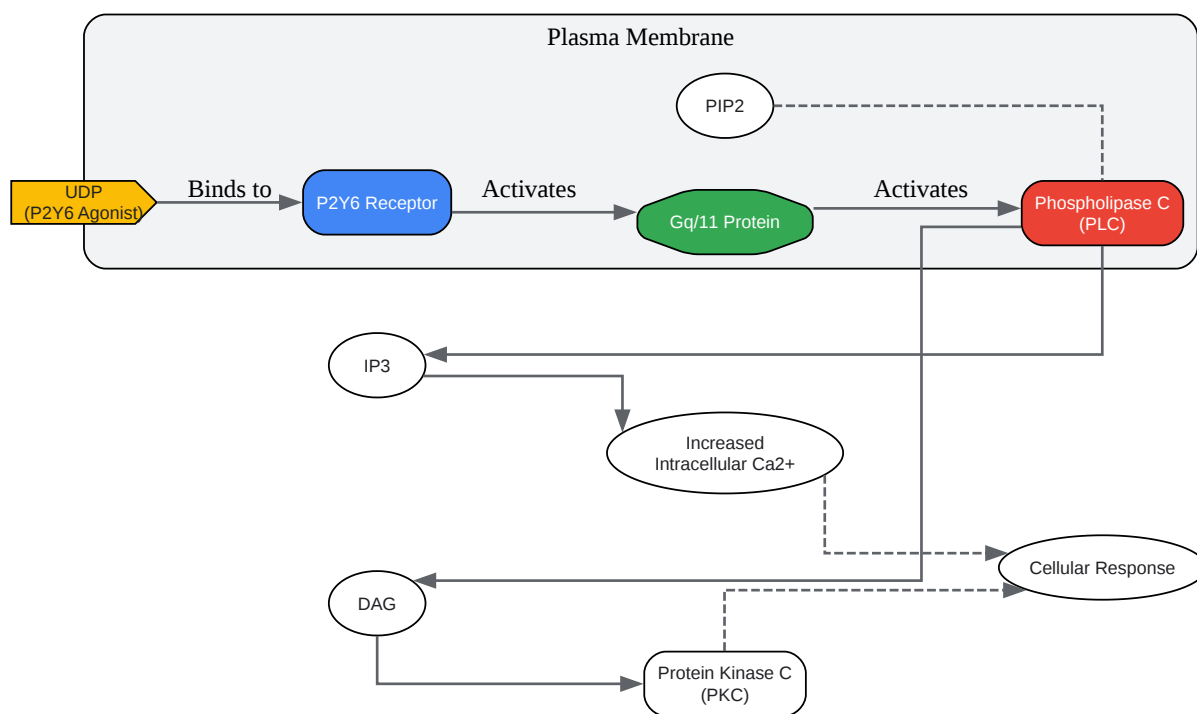 Plasma Membrane
PIP2
UDP
(P2Y6 Agonist)
Binds to
P2Y6 Receptor
Activates
Gq/11 Protein
Activates
Phospholipase C
(PLC)
IP3
Increased
Intracellular Ca2+
Cellular Response
DAG
Protein Kinase C
(PKC)